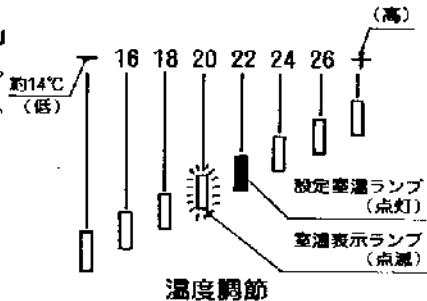 (高)
− 16 18 20 22 24 26 +
約14℃
(低)
設定室温ランプ
(点灯)
室温表示ランプ
(点滅)
温度調節